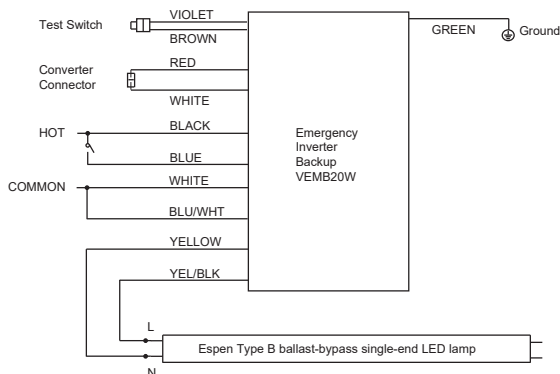 Test Switch
VIOLET
BROWN
GREEN
Ground
Converter
Connector
RED
WHITE
HOT
BLACK
BLUE
Emergency
Inverter
Backup
VEMB20W
COMMON
WHITE
BLU/WHT
YELLOW
YEL/BLK
L
Espen Type B ballast-bypass single-end LED lamp
N